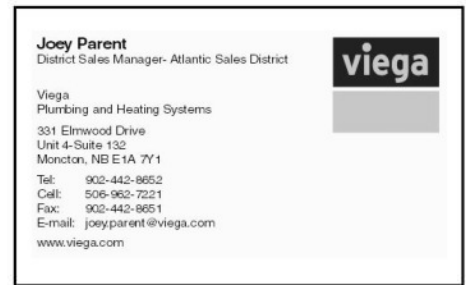 Joey Parent
District Sales Manager- Atlantic Sales District
viega
Viega
Plumbing and Heating Systems
331 Elmwood Drive
Unit 4-Suite 132
Moncton, NB E1A 7Y1
Tel: 902-442-8652
Cell: 506-962-7221
Fax: 902-442-8651
E-mail: joey.parent@viega.com
www.viega.com